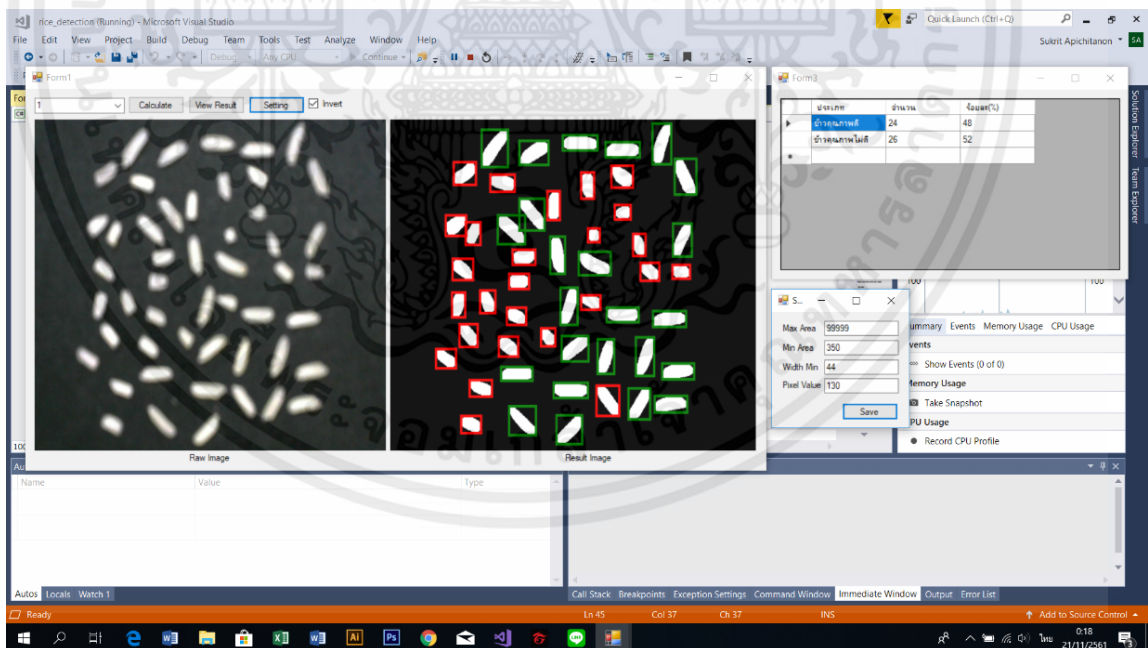 rice_detection (Running) - Microsoft Visual Studio
Quick Launch (Ctrl+Q)
File Edit View Project Build Debug Team Tools Test Analyze Window Help
Sukrit Apichitanon
SA
Debug Any CPU Continue
Form1
1
Calculate
View Result
Setting
Invert
Raw Image
Result Image
Form3
ประเภท จำนวน ร้อยละ(%)
ข้าวคุณภาพดี 24 48
ข้าวคุณภาพไม่ดี 26 52
Solution Explorer
Team Explorer
S...
Max Area 99999
Min Area 350
Width Min 44
Pixel Value 130
Save
100
100
Summary Events Memory Usage CPU Usage
Events
Show Events (0 of 0)
Memory Usage
Take Snapshot
CPU Usage
Record CPU Profile
Name Value Type
Autos Locals Watch 1
Call Stack Breakpoints Exception Settings Command Window Immediate Window Output Error List
Ready
Ln 45 Col 37 Ch 37 INS
Add to Source Control
ไทย
0:18
21/11/2561